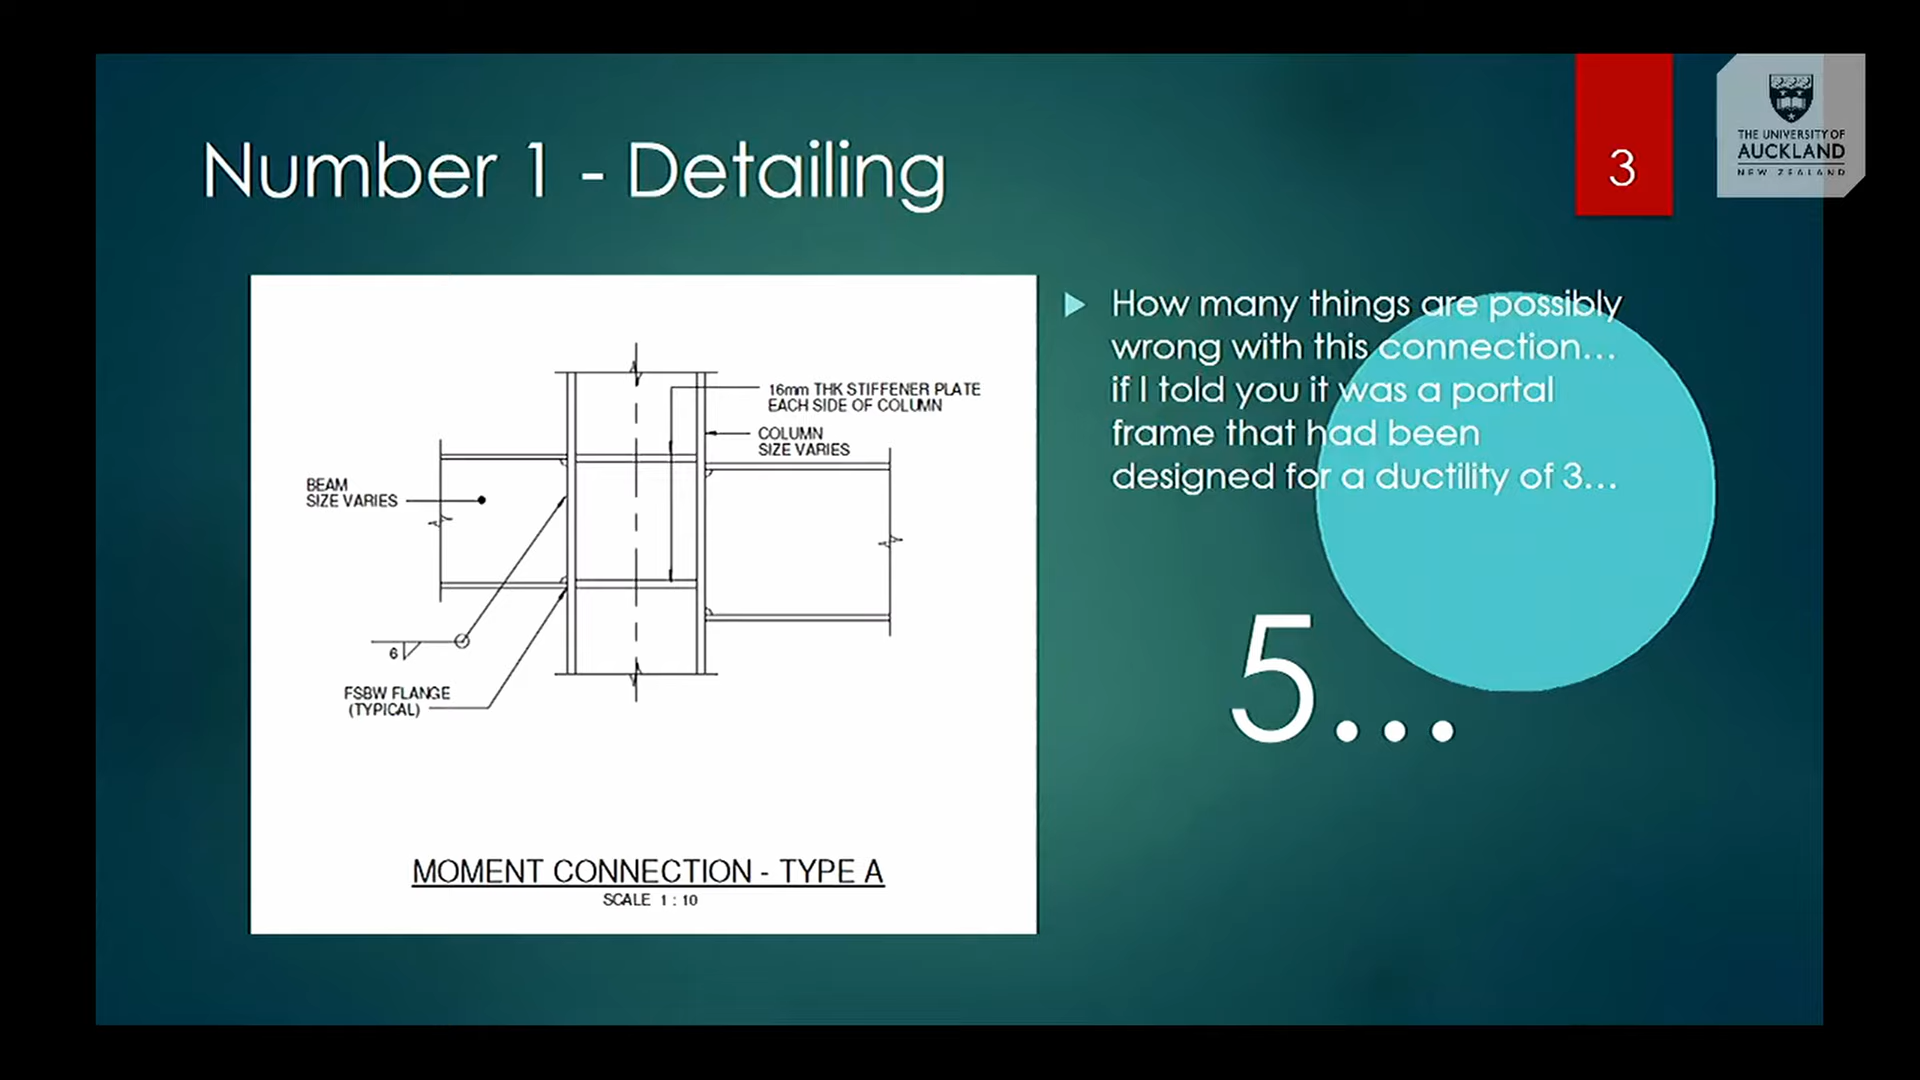 Number 1 - Detailing
3
THE UNIVERSITY OF
AUCKLAND
NEW ZEALAND
How many things are possibly
wrong with this connection...
if I told you it was a portal
frame that had been
designed for a ductility of 3...
5...
16mm THK STIFFENER PLATE
EACH SIDE OF COLUMN
COLUMN
SIZE VARIES
BEAM
SIZE VARIES
6
FSBW FLANGE
(TYPICAL)
MOMENT CONNECTION - TYPE A
SCALE 1 : 10